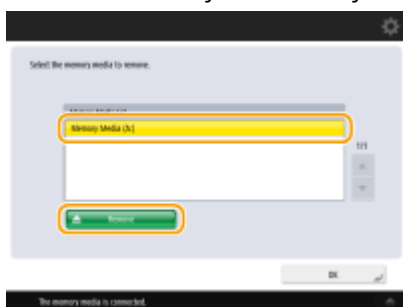 Select the memory media to remove.
Memory Media (A:)
1/1
Remove
OK
The memory media is connected.